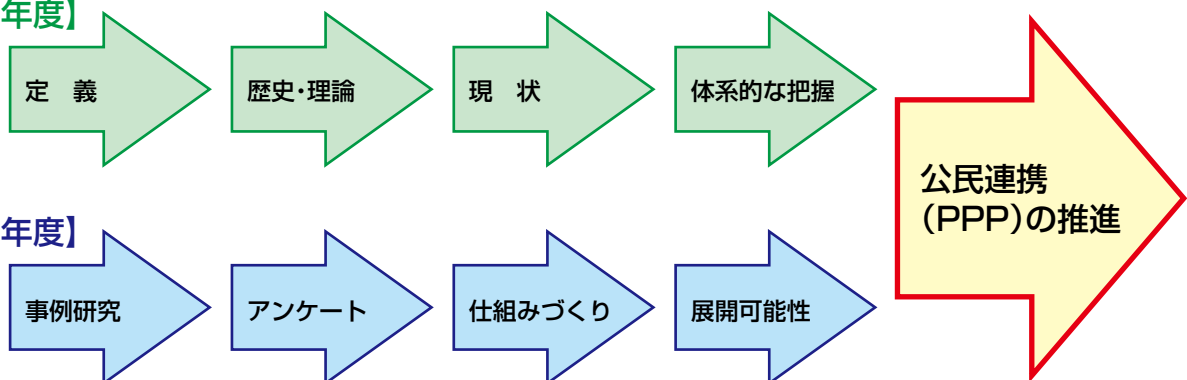 年度】
定　義
歴史・理論
現　状
体系的な把握
公民連携
（PPP）の推進
年度】
事例研究
アンケート
仕組みづくり
展開可能性